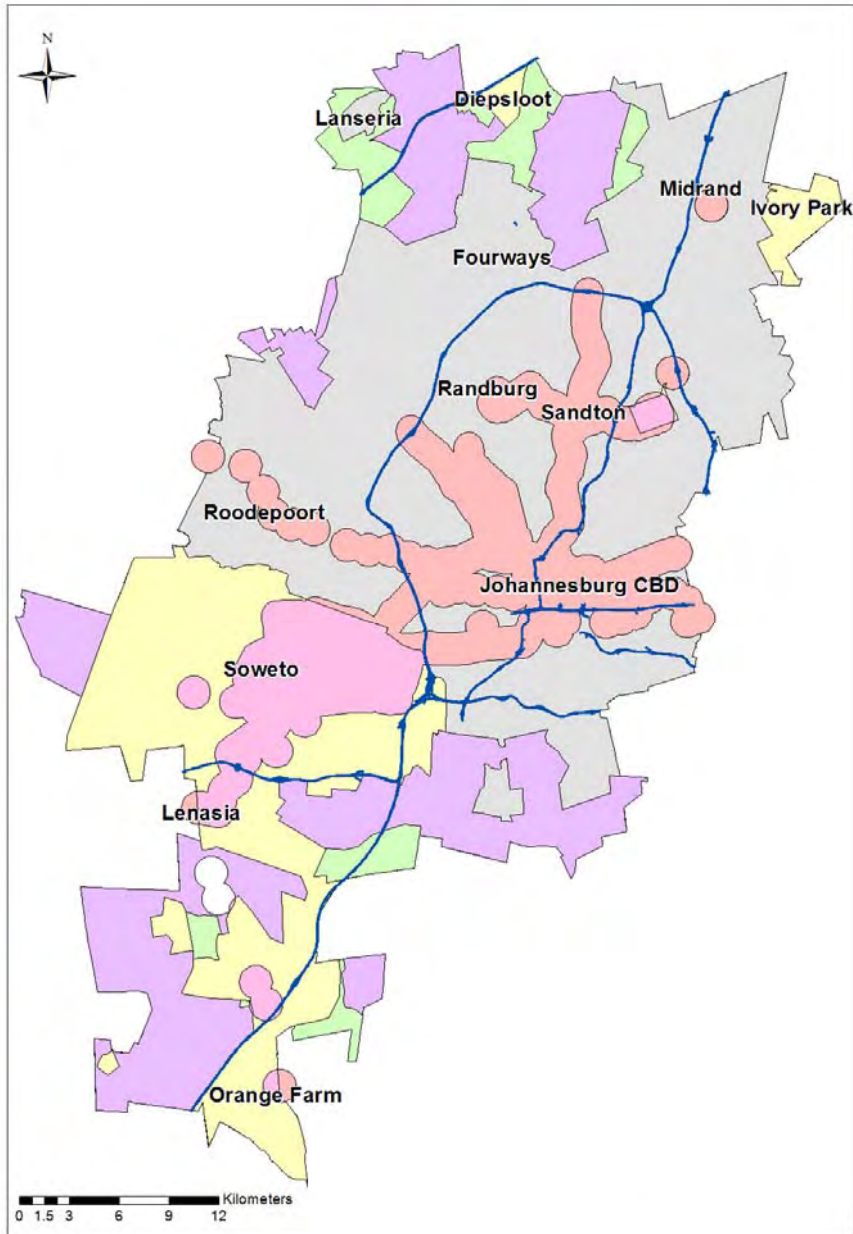 N
Lanseria
Diepsloot
Midrand
Ivory Park
Fourways
Randburg
Sandton
Roodepoort
Johannesburg CBD
Soweto
Lenasia
Orange Farm
Kilometers
0 1.5 3 6 9 12